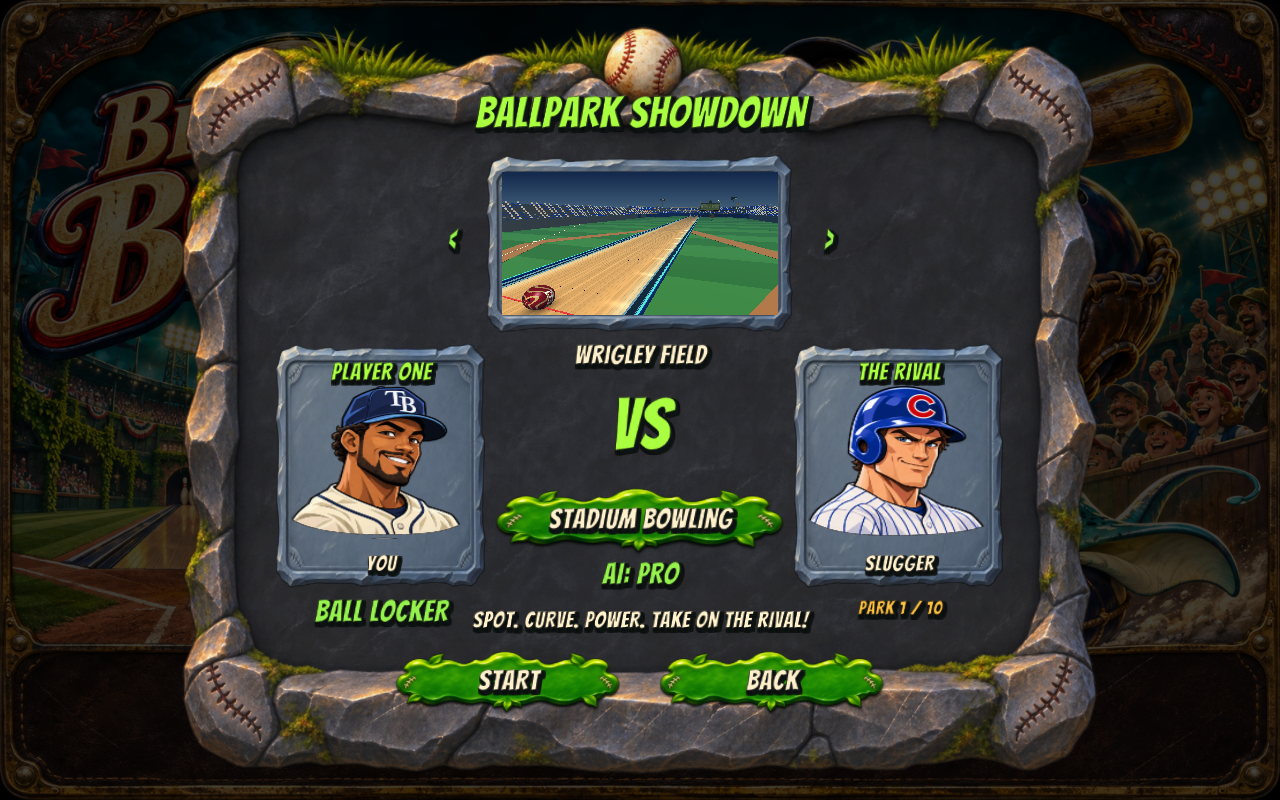 BALLPARK SHOWDOWN
WRIGLEY FIELD
PLAYER ONE
TB
YOU
VS
THE RIVAL
C
SLUGGER
STADIUM BOWLING
AI: PRO
BALL LOCKER
SPOT. CURVE. POWER. TAKE ON THE RIVAL!
PARK 1 / 10
START
BACK